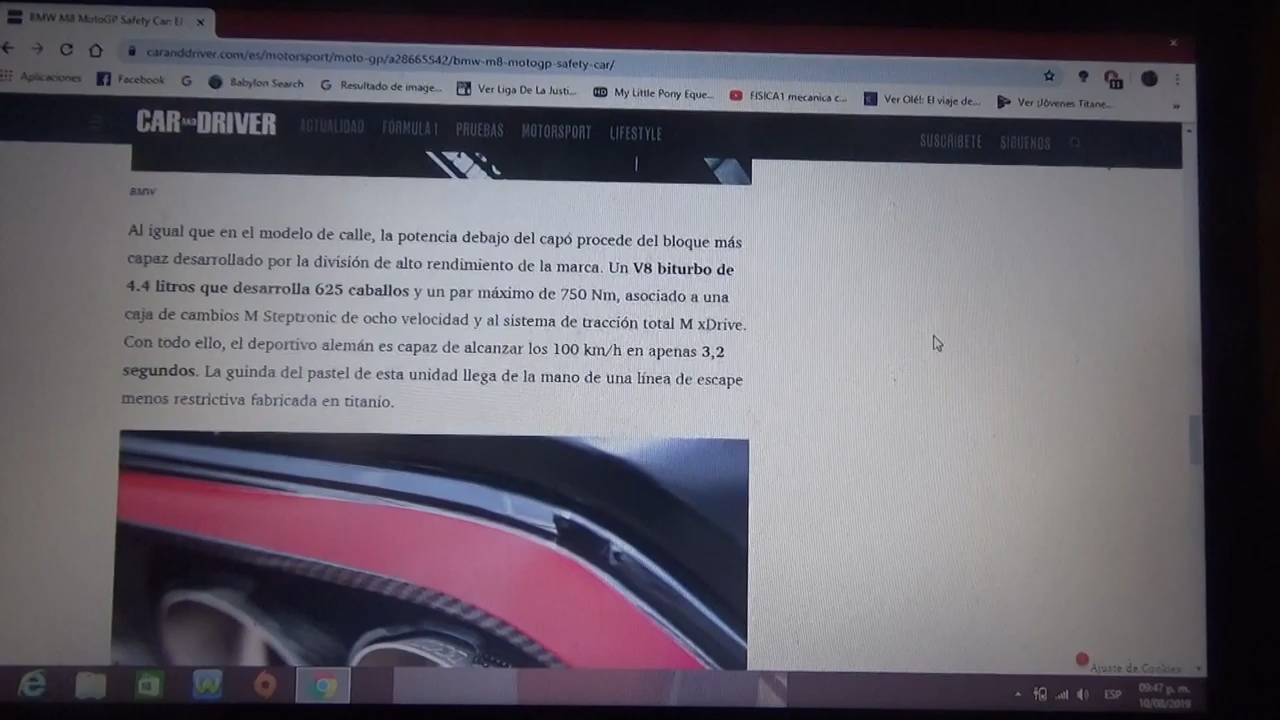 BMW M8 MotoGP Safety Car: El
caranddriver.com/es/motorsport/moto-gp/a28665542/bmw-m8-motogp-safety-car/
Aplicaciones Facebook Babylon Search Resultado de image... Ver Liga De La Justi... My Little Pony Eque... FISICA1 mecanica c... Ver Olé!: El viaje de... Ver ¡Jóvenes Titane... »
CAR AND DRIVER ACTUALIDAD FÓRMULA 1 PRUEBAS MOTORSPORT LIFESTYLE SUSCRÍBETE SÍGUENOS
BMW
Al igual que en el modelo de calle, la potencia debajo del capó procede del bloque más
capaz desarrollado por la división de alto rendimiento de la marca. Un V8 biturbo de
4.4 litros que desarrolla 625 caballos y un par máximo de 750 Nm, asociado a una
caja de cambios M Steptronic de ocho velocidad y al sistema de tracción total M xDrive.
Con todo ello, el deportivo alemán es capaz de alcanzar los 100 km/h en apenas 3,2
segundos. La guinda del pastel de esta unidad llega de la mano de una línea de escape
menos restrictiva fabricada en titanio.
Ajuste de Cookies
ESP
09:47 p. m.
10/08/2019